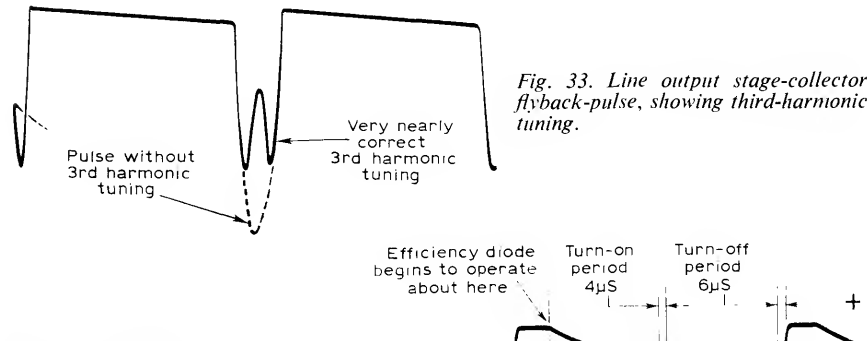 Fig. 33. Line output stage-collector
flyback-pulse, showing third-harmonic
tuning.
Very nearly
correct
3rd harmonic
tuning
Pulse without
3rd harmonic
tuning
Efficiency diode
begins to operate
about here
Turn-on
period
4µS
Turn-off
period
6µS
+